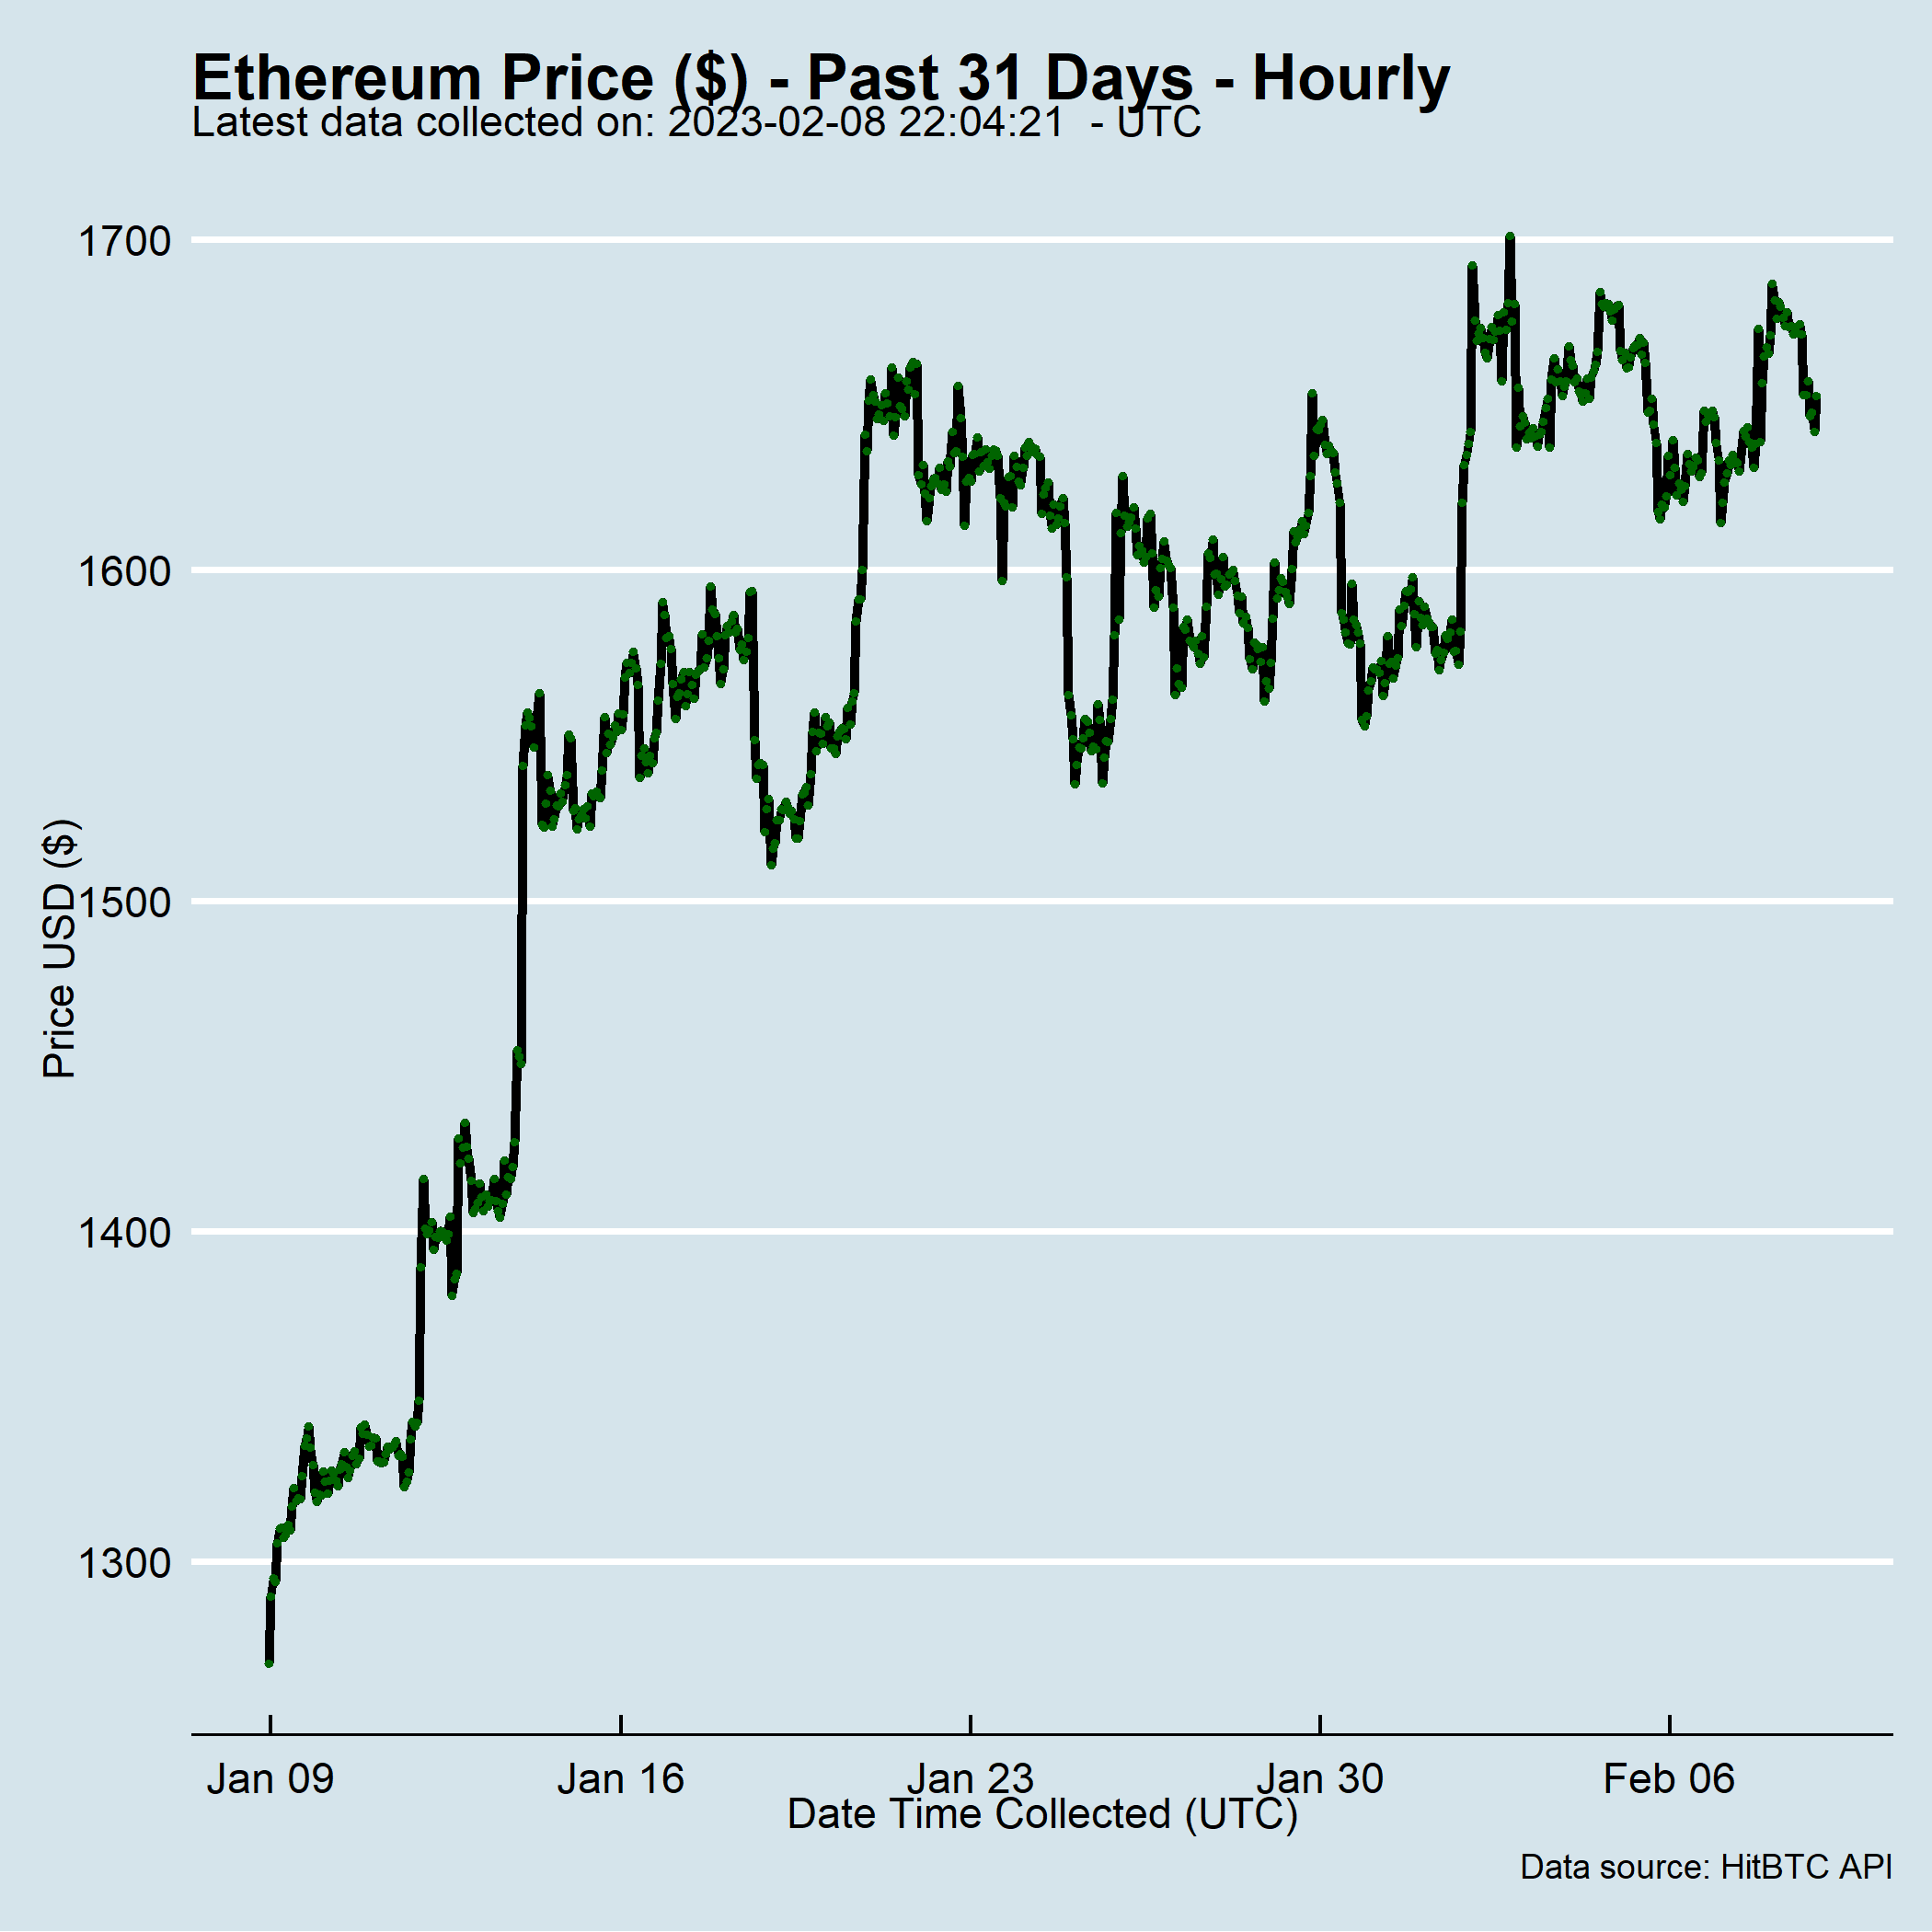 Ethereum Price ($) - Past 31 Days - Hourly
Latest data collected on: 2023-02-08 22:04:21  - UTC
1700
1600
1500
1400
1300
Price USD ($)
Jan 09
Jan 16
Jan 23
Jan 30
Feb 06
Date Time Collected (UTC)
Data source: HitBTC API